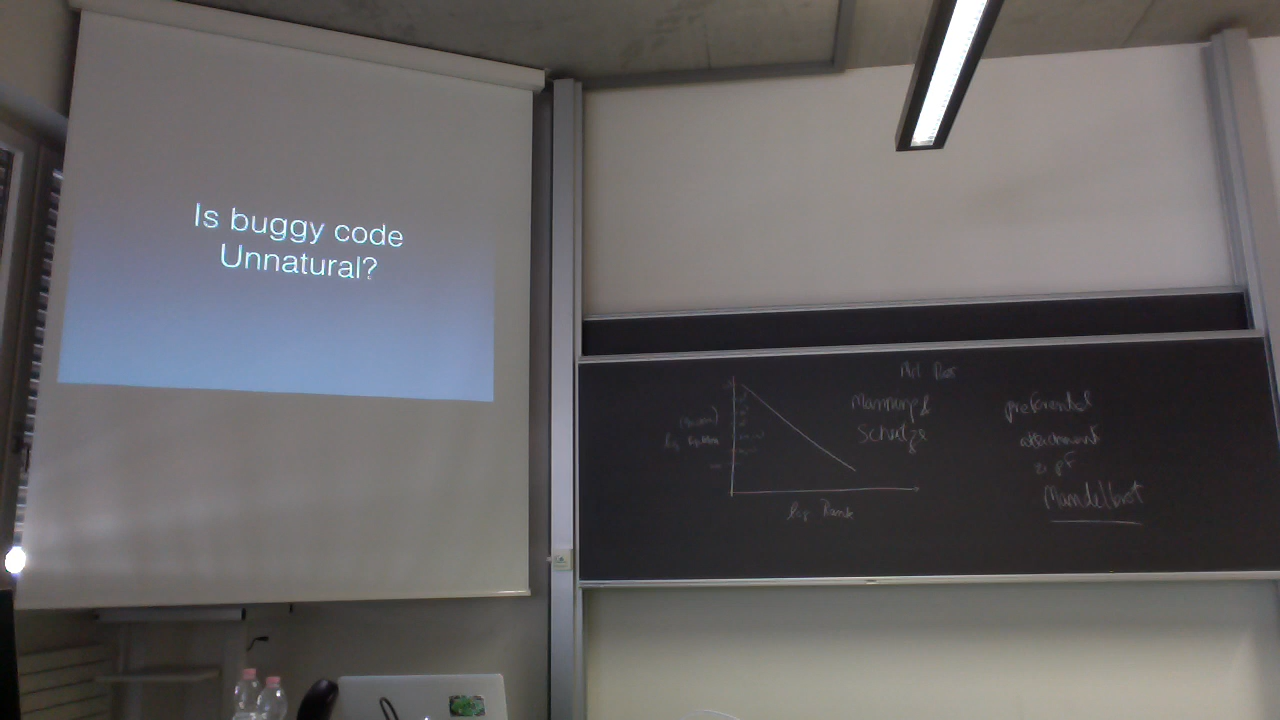 Is buggy code
Unnatural?
Manning &
Schutze
log Rank
preferential
attachment
Mandelbrot